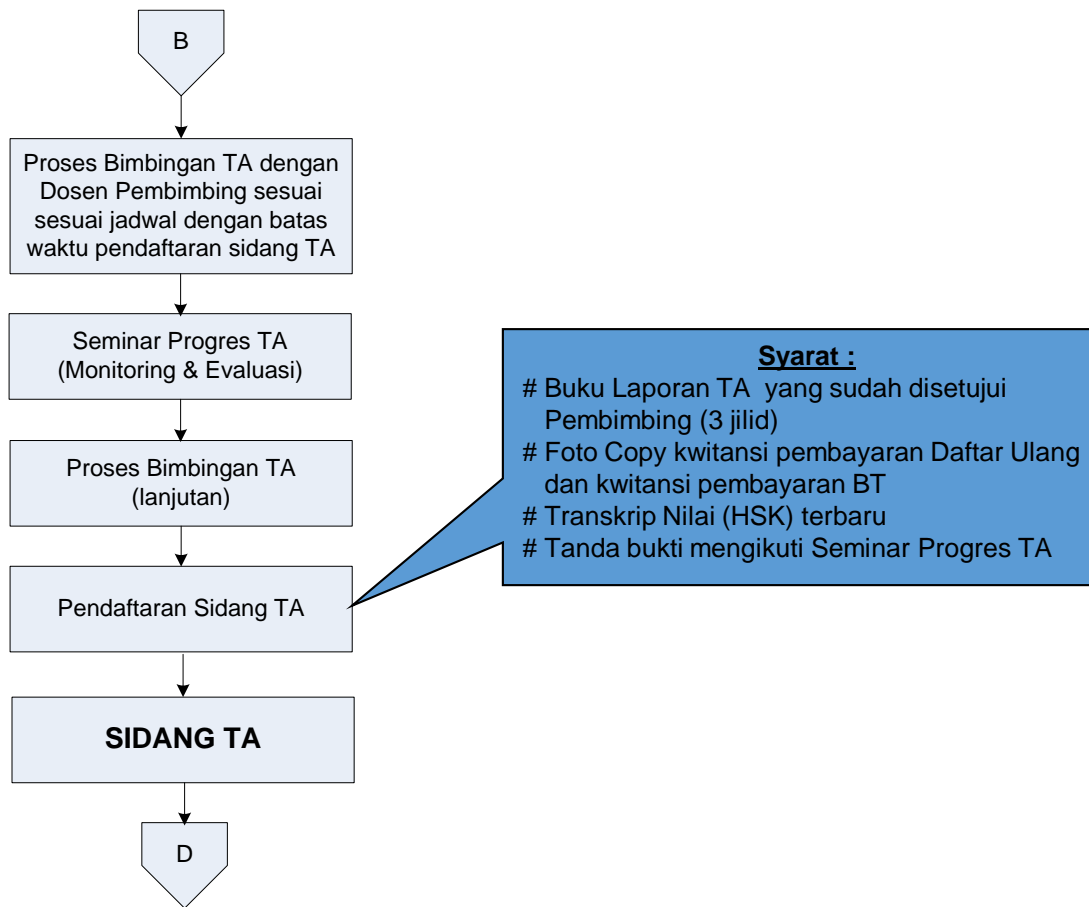 B
Proses Bimbingan TA dengan
Dosen Pembimbing sesuai
sesuai jadwal dengan batas
waktu pendaftaran sidang TA
Seminar Progres TA
(Monitoring & Evaluasi)
Proses Bimbingan TA
(lanjutan)
Pendaftaran Sidang TA
Syarat :
# Buku Laporan TA yang sudah disetujui
Pembimbing (3 jilid)
# Foto Copy kwitansi pembayaran Daftar Ulang
dan kwitansi pembayaran BT
# Transkrip Nilai (HSK) terbaru
# Tanda bukti mengikuti Seminar Progres TA
SIDANG TA
D